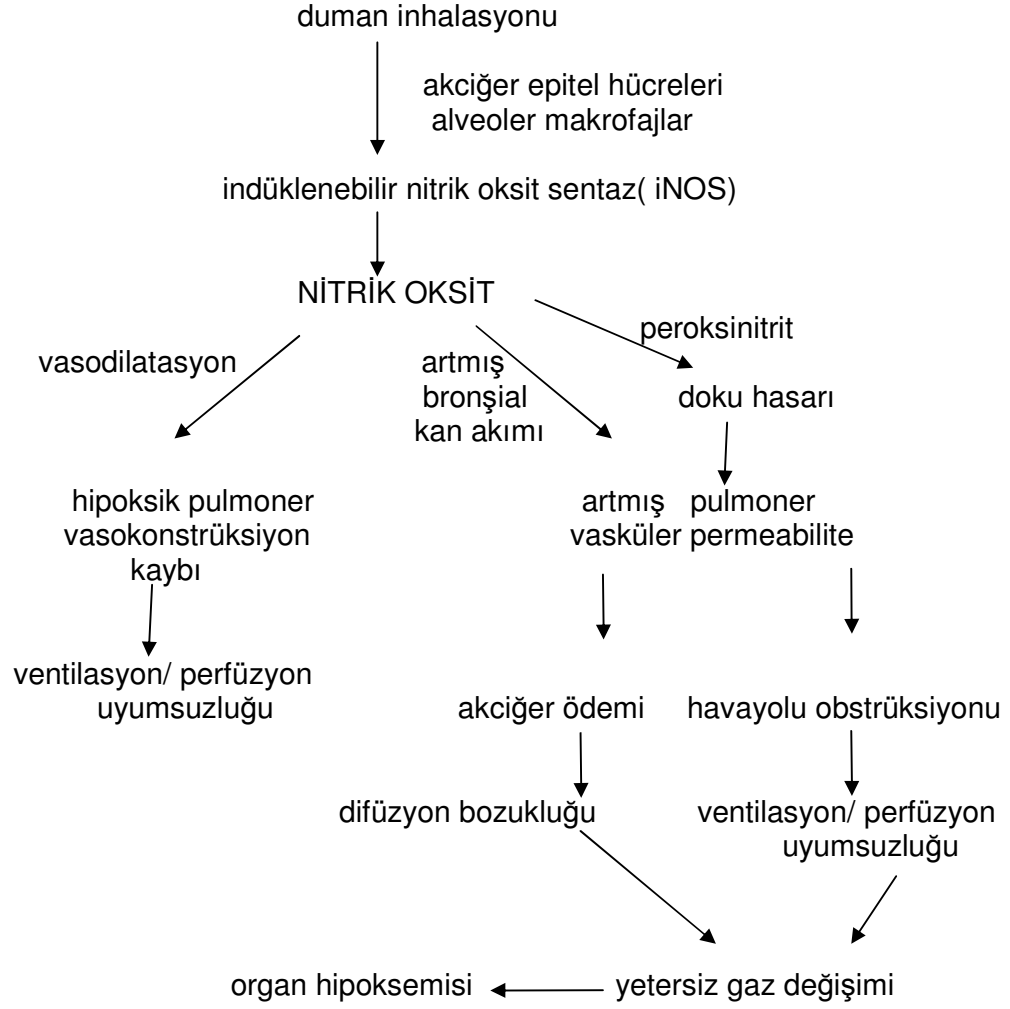 duman inhalasyonu
akciğer epitel hücreleri
alveoler makrofajlar
indüklenebilir nitrik oksit sentaz( iNOS)
NİTRİK OKSİT
peroksinitrit
vasodilatasyon
artmış
bronşial
kan akımı
doku hasarı
hipoksik pulmoner
vasokonstrüksiyon
kaybı
artmış pulmoner
vasküler permeabilite
ventilasyon/ perfüzyon
uyumsuzluğu
akciğer ödemi
havayolu obstrüksiyonu
difüzyon bozukluğu
ventilasyon/ perfüzyon
uyumsuzluğu
organ hipoksemisi
yetersiz gaz değişimi